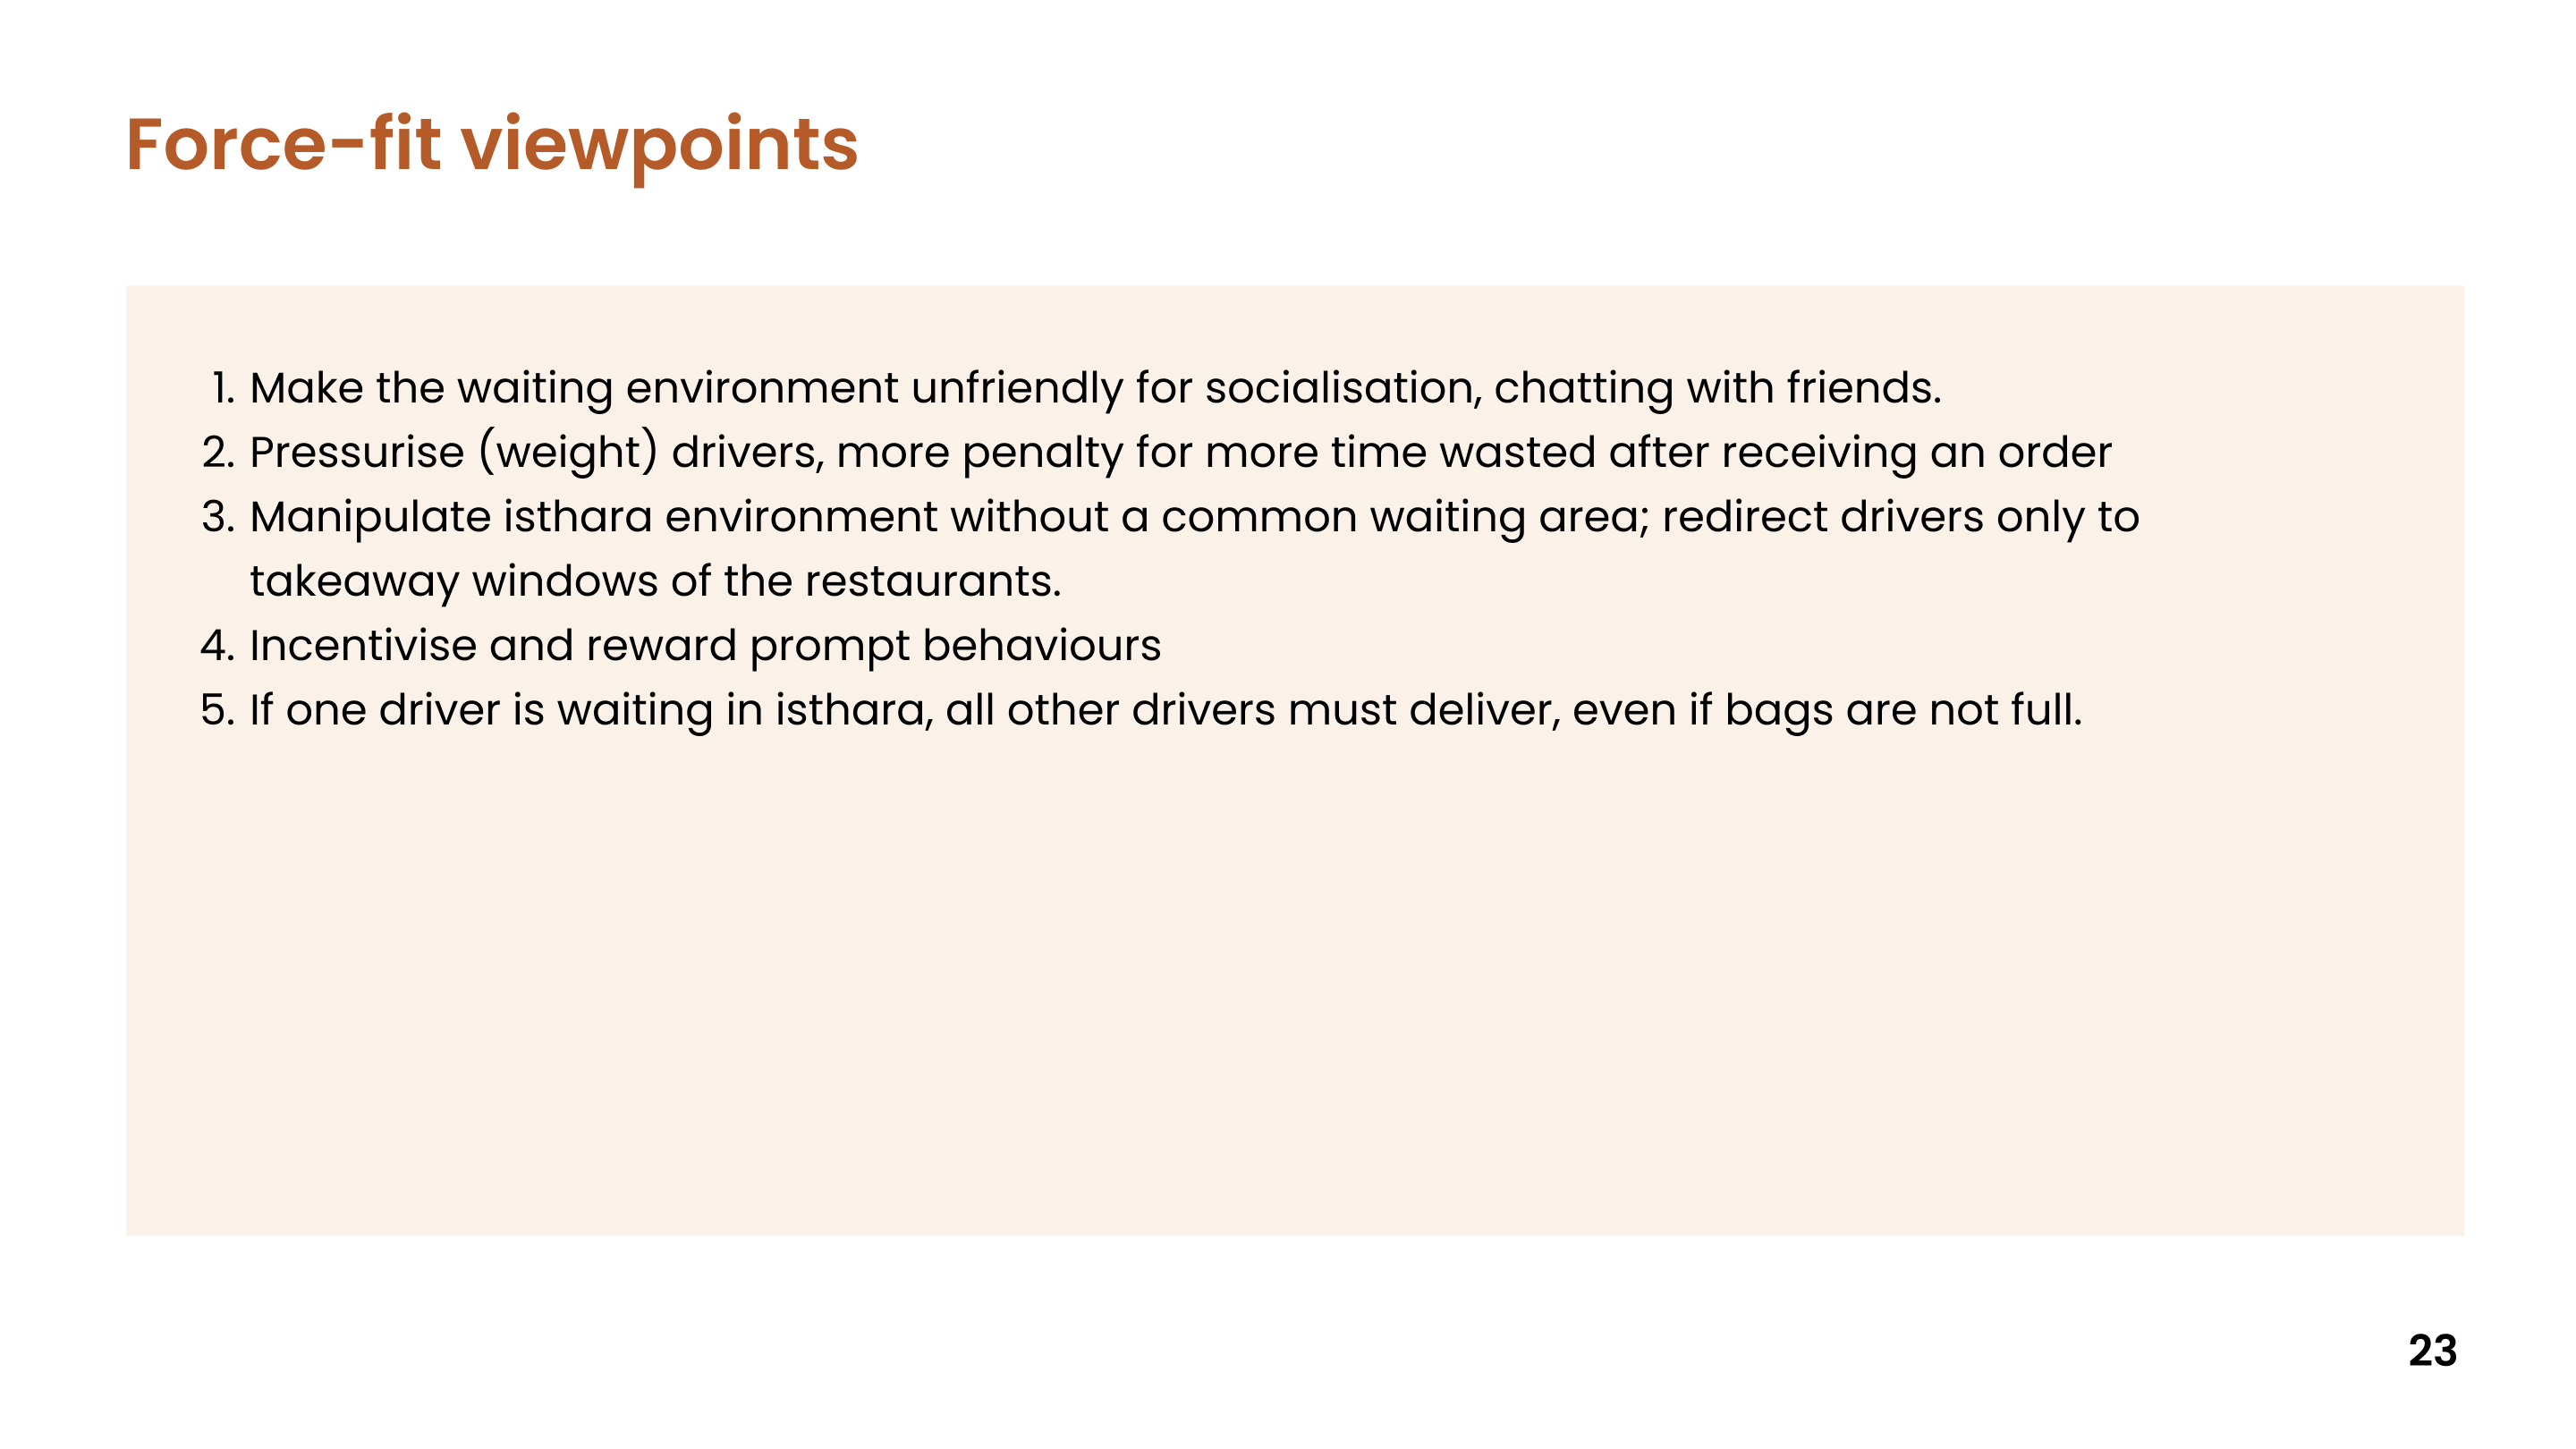 Force-fit viewpoints
1. Make the waiting environment unfriendly for socialisation, chatting with friends.
2. Pressurise (weight) drivers, more penalty for more time wasted after receiving an order
3. Manipulate isthara environment without a common waiting area; redirect drivers only to
takeaway windows of the restaurants.
4. Incentivise and reward prompt behaviours
5. If one driver is waiting in isthara, all other drivers must deliver, even if bags are not full.
23